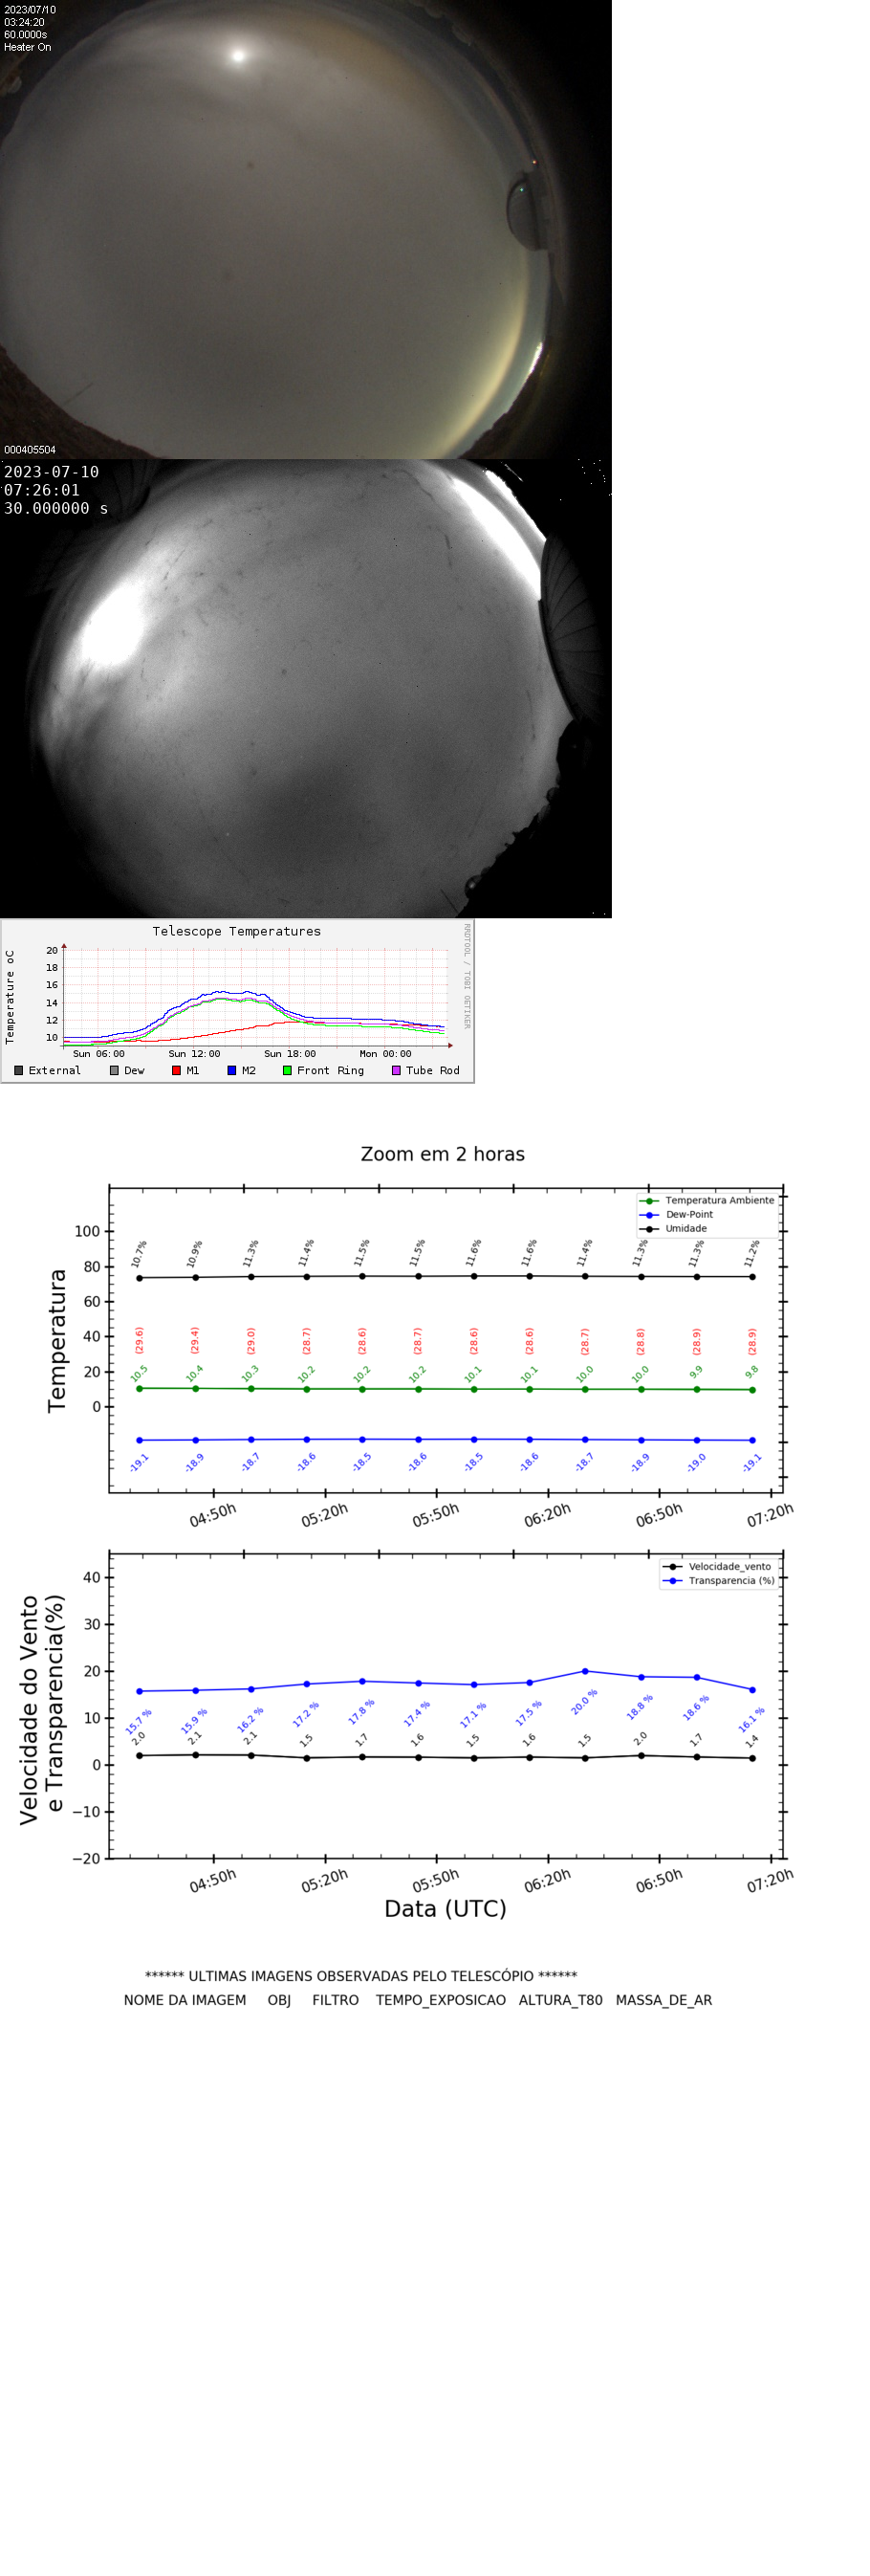 2023/07/10
03:24:20
60.0000s
Heater On
000405504
2023-07-10
07:26:01
30.000000 s
Telescope Temperatures
Temperature oC
RRDTOOL / TOBI OETIKER
20
18
16
14
12
10
Sun 06:00 Sun 12:00 Sun 18:00 Mon 00:00
External Dew M1 M2 Front Ring Tube Rod
Zoom em 2 horas
Temperatura
Temperatura Ambiente
Dew-Point
Umidade
100
80
60
40
20
0
10.7% 10.9% 11.3% 11.4% 11.5% 11.5% 11.6% 11.6% 11.4% 11.3% 11.3% 11.2%
(29.6) (29.4) (29.0) (28.7) (28.6) (28.7) (28.6) (28.6) (28.7) (28.8) (28.9) (28.9)
10.5 10.4 10.3 10.2 10.2 10.2 10.1 10.1 10.0 10.0 9.9 9.8
-19.1 -18.9 -18.7 -18.6 -18.5 -18.6 -18.5 -18.6 -18.7 -18.9 -19.0 -19.1
04:50h 05:20h 05:50h 06:20h 06:50h 07:20h
Velocidade do Vento
e Transparencia(%)
Velocidade_vento
Transparencia (%)
40
30
20
10
0
−10
−20
15.7 % 15.9 % 16.2 % 17.2 % 17.8 % 17.4 % 17.1 % 17.5 % 20.0 % 18.8 % 18.6 % 16.1 %
2.0 2.1 2.1 1.5 1.7 1.6 1.5 1.6 1.5 2.0 1.7 1.4
04:50h 05:20h 05:50h 06:20h 06:50h 07:20h
Data (UTC)
****** ULTIMAS IMAGENS OBSERVADAS PELO TELESCÓPIO ******
NOME DA IMAGEM OBJ FILTRO TEMPO_EXPOSICAO ALTURA_T80 MASSA_DE_AR